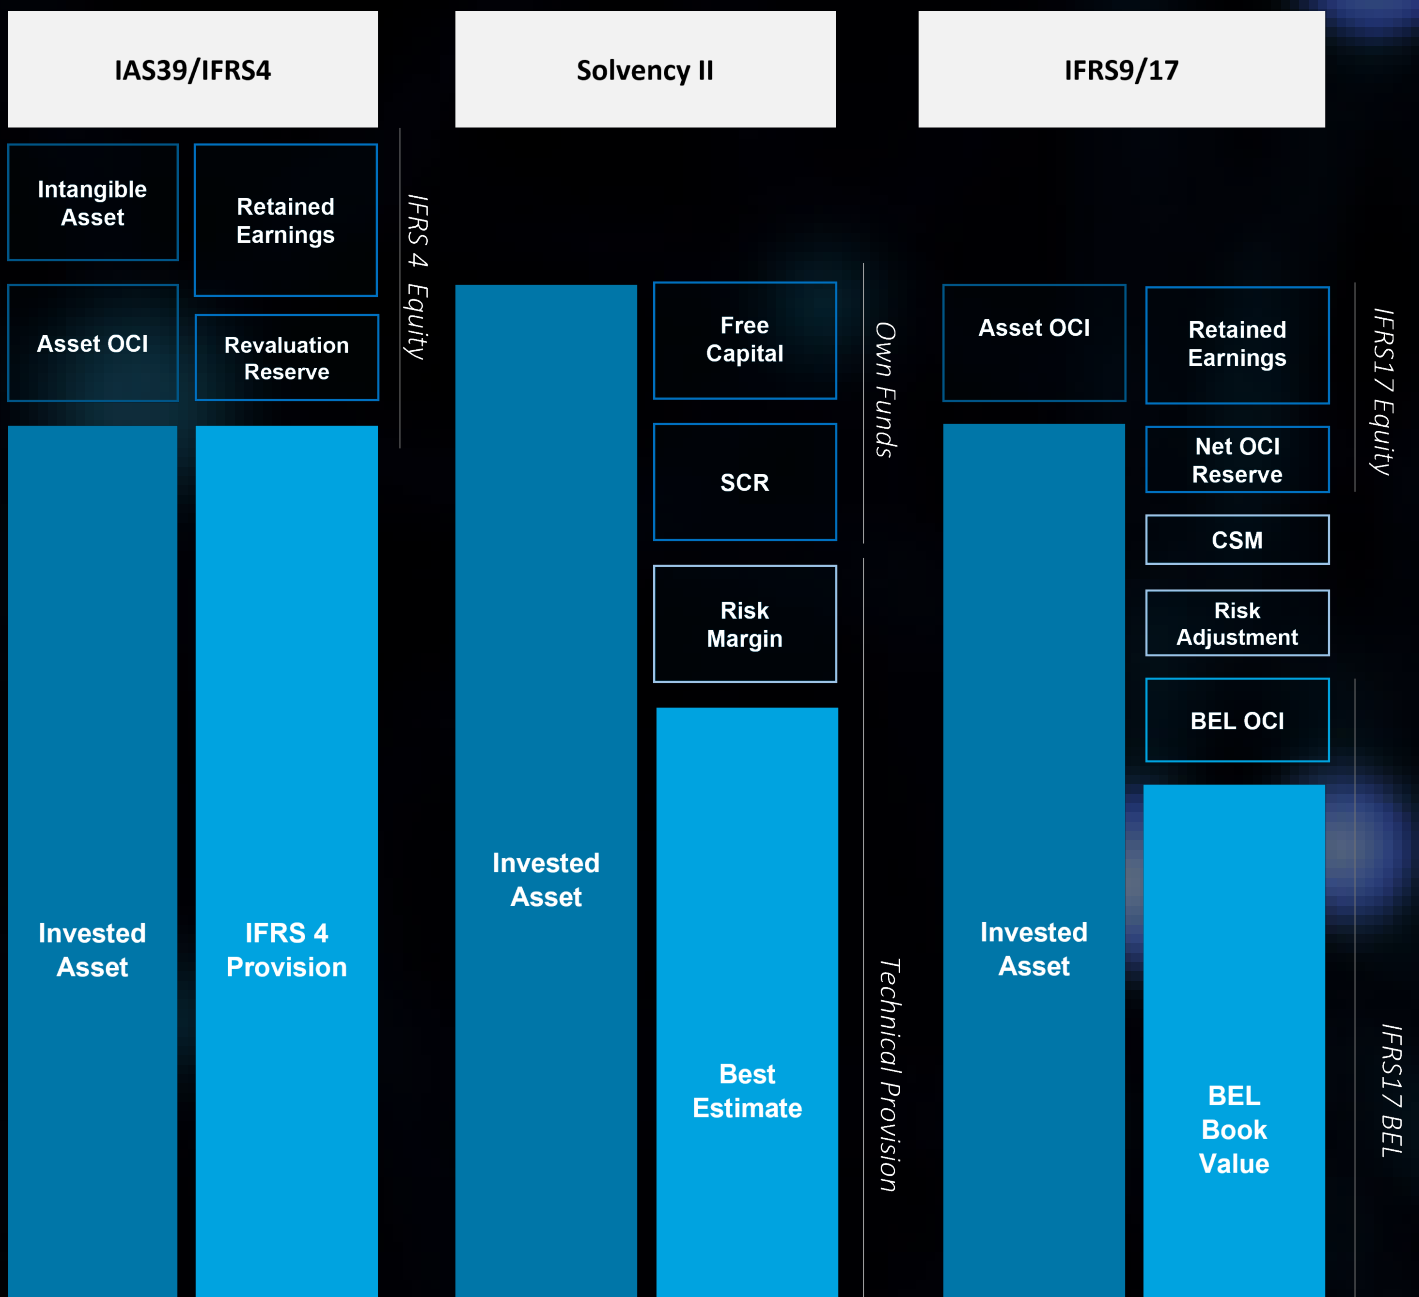 IAS39/IFRS4
Intangible
Asset
Retained
Earnings
Asset OCI
Revaluation
Reserve
IFRS 4 Equity
Invested
Asset
IFRS 4
Provision
Solvency II
Free
Capital
SCR
Own Funds
Risk
Margin
Invested
Asset
Best
Estimate
Technical Provision
IFRS9/17
Asset OCI
Retained
Earnings
Net OCI
Reserve
IFRS17 Equity
CSM
Risk
Adjustment
BEL OCI
Invested
Asset
BEL
Book
Value
IFRS17 BEL